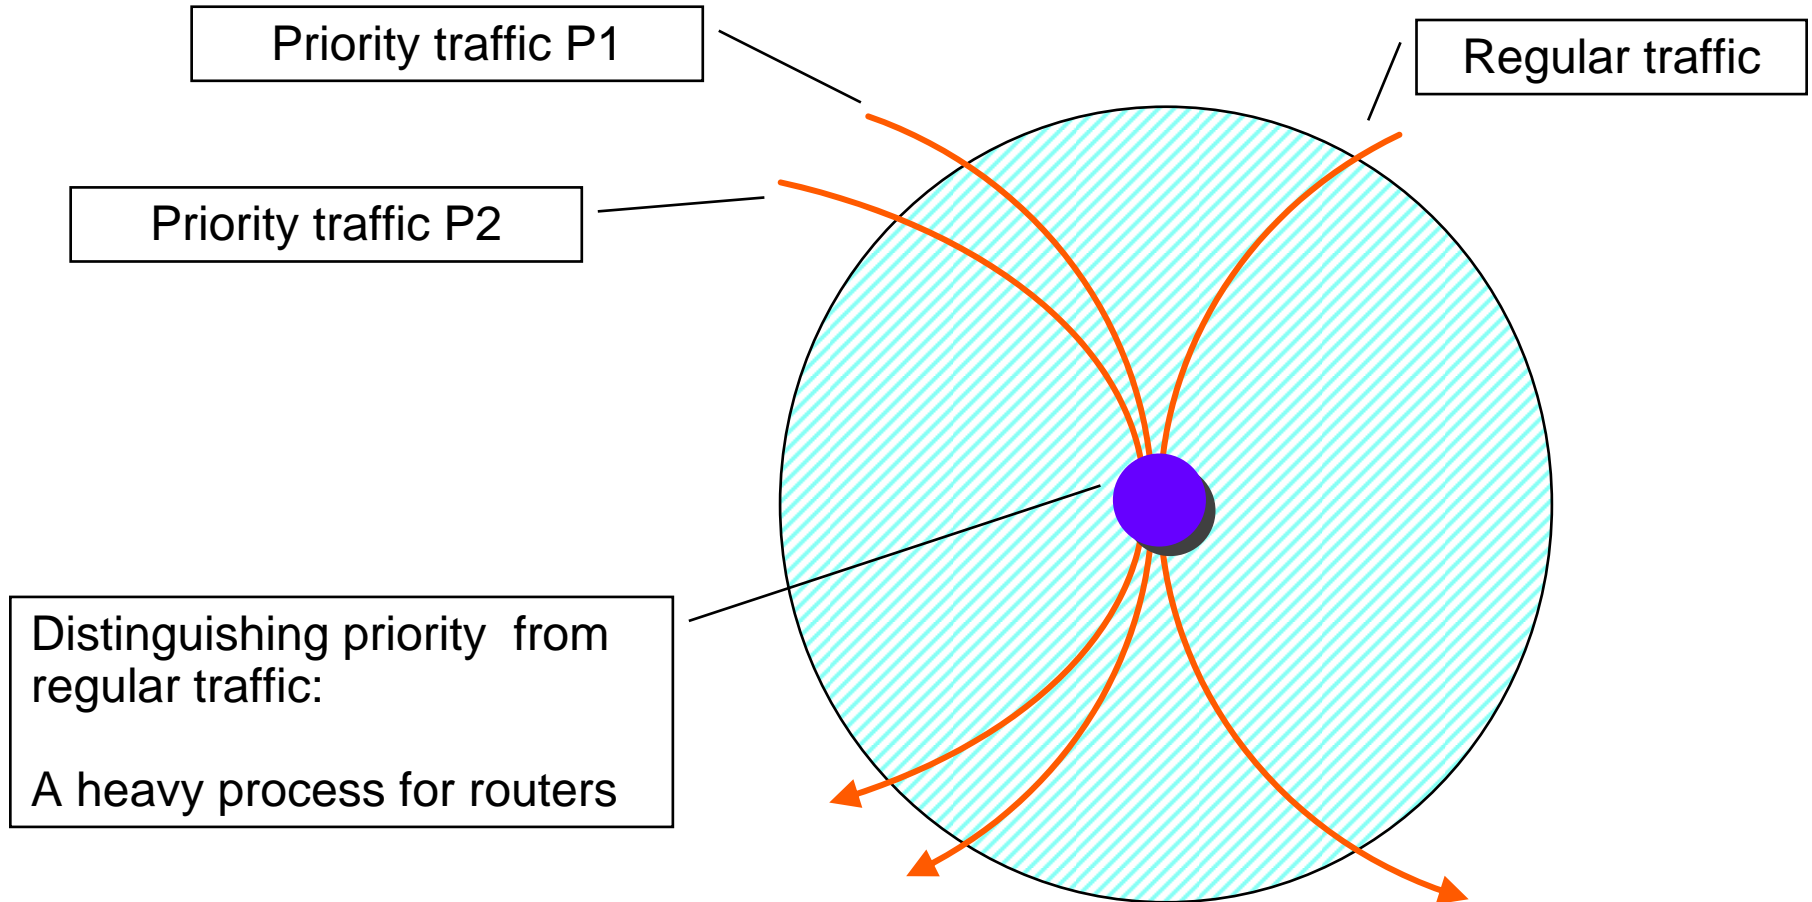 Priority traffic P1
Regular traffic
Priority traffic P2
Distinguishing priority  from
regular traffic:
A heavy process for routers